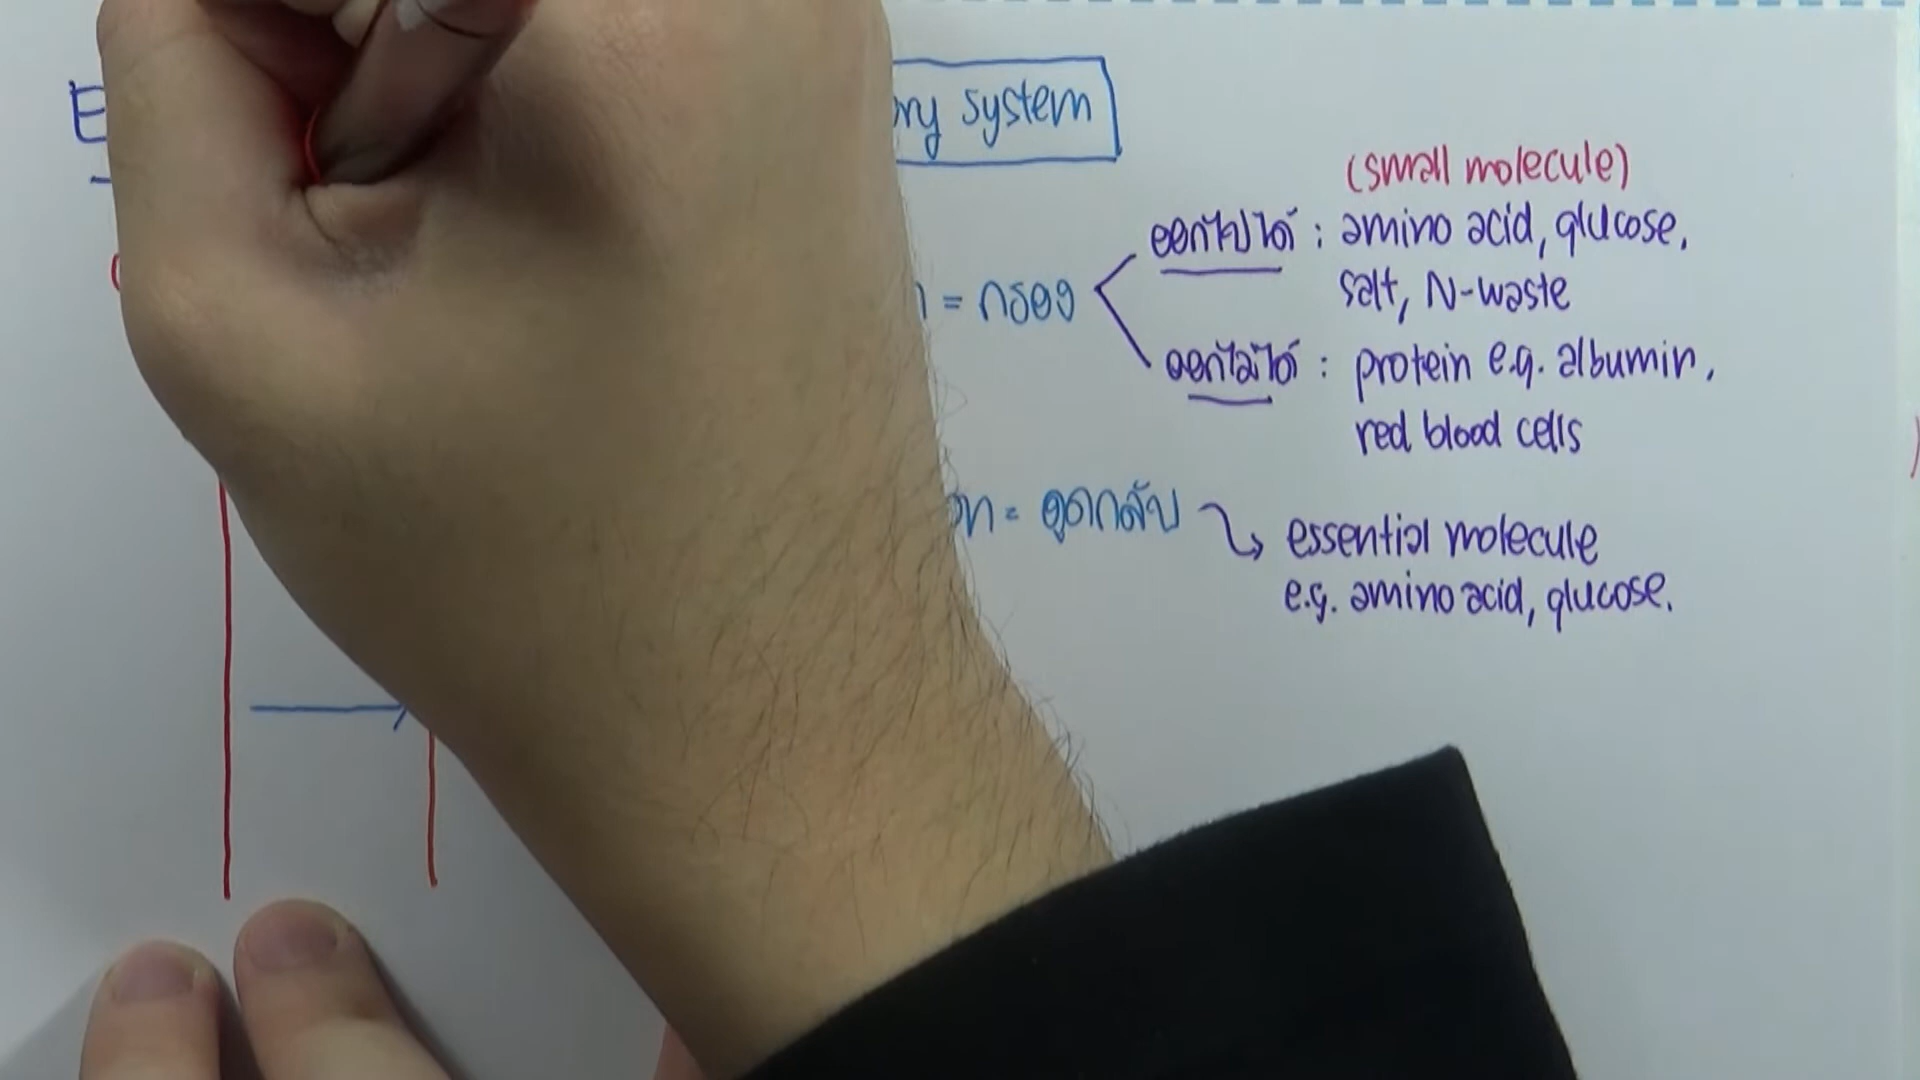 system
(small molecule)
ออกไปได้ : amino acid, glucose,
salt, N-waste
= กรอง
ออกไม่ได้ : protein e.g. albumin,
red blood cells
= ดูดกลับ
essential molecule
e.g. amino acid, glucose.